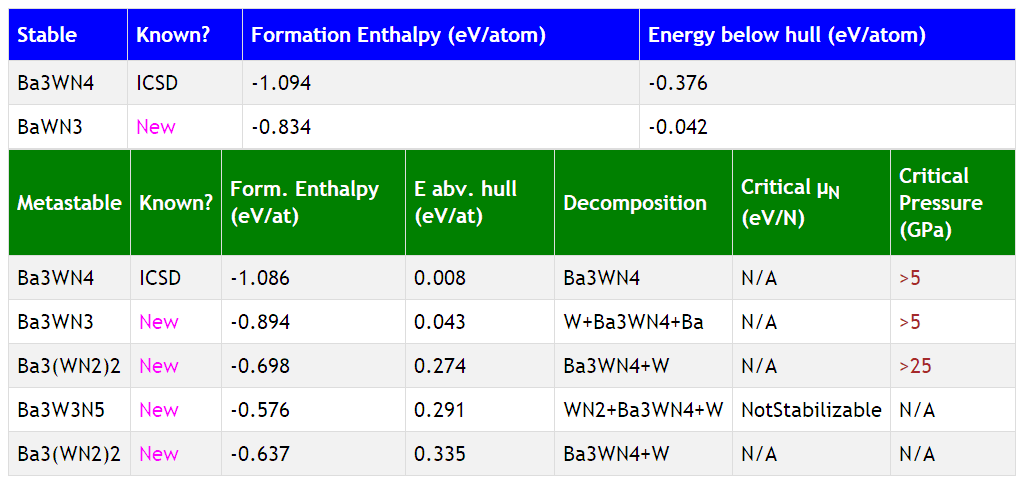 Stable Known? Formation Enthalpy (eV/atom) Energy below hull (eV/atom)
Ba3WN4 ICSD -1.094 -0.376
BaWN3 New -0.834 -0.042
Metastable Known? Form. Enthalpy (eV/at) E abv. hull (eV/at) Decomposition Critical μN (eV/N) Critical Pressure (GPa)
Ba3WN4 ICSD -1.086 0.008 Ba3WN4 N/A >5
Ba3WN3 New -0.894 0.043 W+Ba3WN4+Ba N/A >5
Ba3(WN2)2 New -0.698 0.274 Ba3WN4+W N/A >25
Ba3W3N5 New -0.576 0.291 WN2+Ba3WN4+W NotStabilizable N/A
Ba3(WN2)2 New -0.637 0.335 Ba3WN4+W N/A N/A